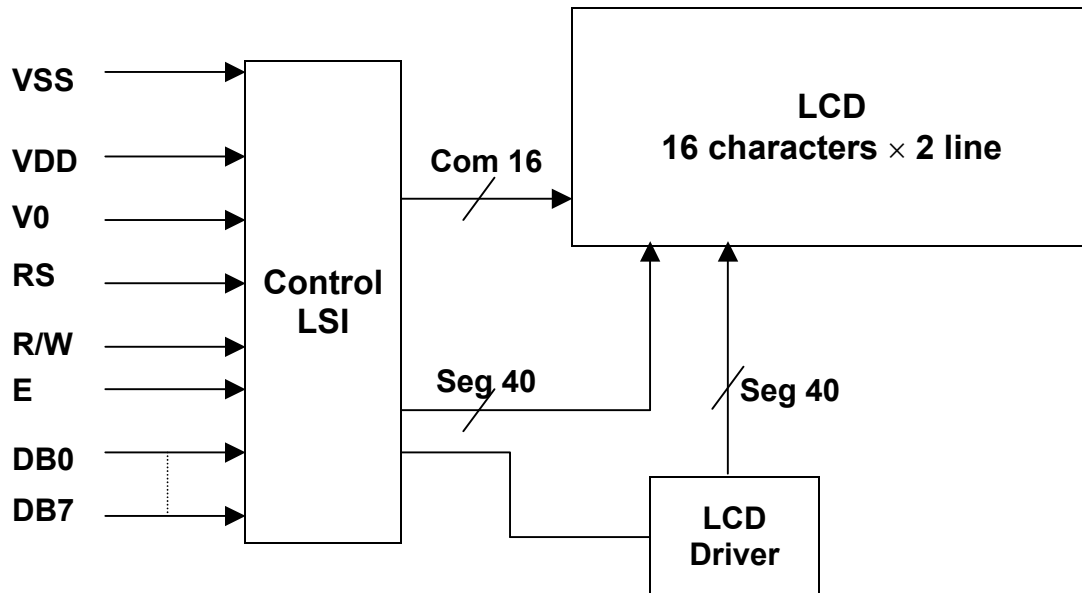 VSS
VDD
V0
RS
R/W
E
DB0
DB7
Control
LSI
Com 16
Seg 40
LCD
16 characters × 2 line
Seg 40
LCD
Driver